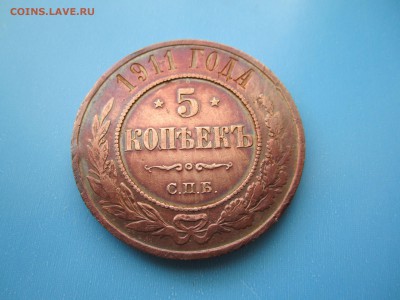 COINS.LAVE.RU
1911 ГОДА
* 5 *
КОПѢЕКЪ
С.П.Б.